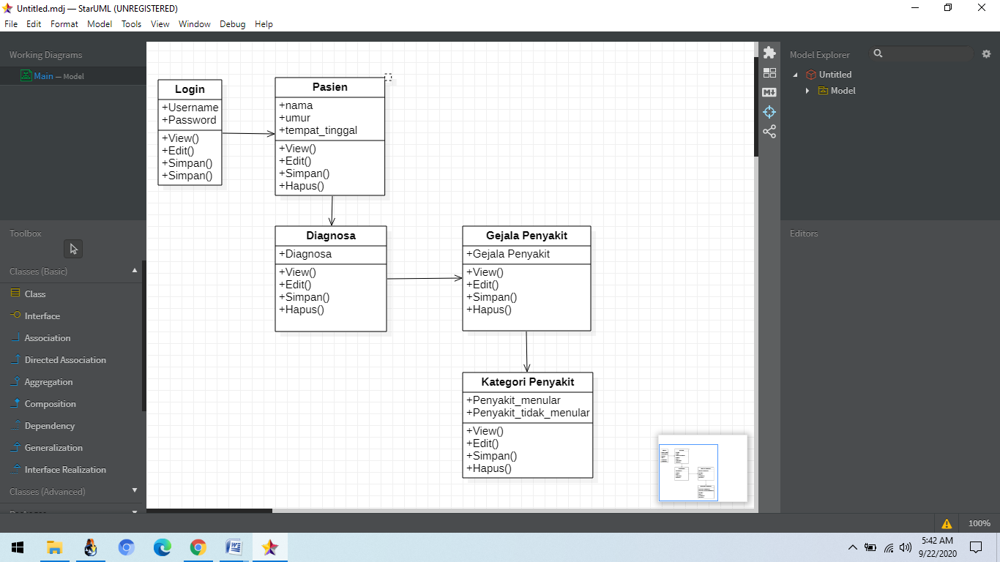 Untitled.mdj — StarUML (UNREGISTERED)
File Edit Format Model Tools View Window Debug Help
Working Diagrams
Main — Model
Toolbox
Classes (Basic)
Class
Interface
Association
Directed Association
Aggregation
Composition
Dependency
Generalization
Interface Realization
Classes (Advanced)
Login
+Username
+Password
+View()
+Edit()
+Simpan()
+Simpan()
Pasien
+nama
+umur
+tempat_tinggal
+View()
+Edit()
+Simpan()
+Hapus()
Diagnosa
+Diagnosa
+View()
+Edit()
+Simpan()
+Hapus()
Gejala Penyakit
+Gejala Penyakit
+View()
+Edit()
+Simpan()
+Hapus()
Kategori Penyakit
+Penyakit_menular
+Penyakit_tidak_menular
+View()
+Edit()
+Simpan()
+Hapus()
M
Model Explorer
Untitled
Model
Editors
100%
5:42 AM
9/22/2020